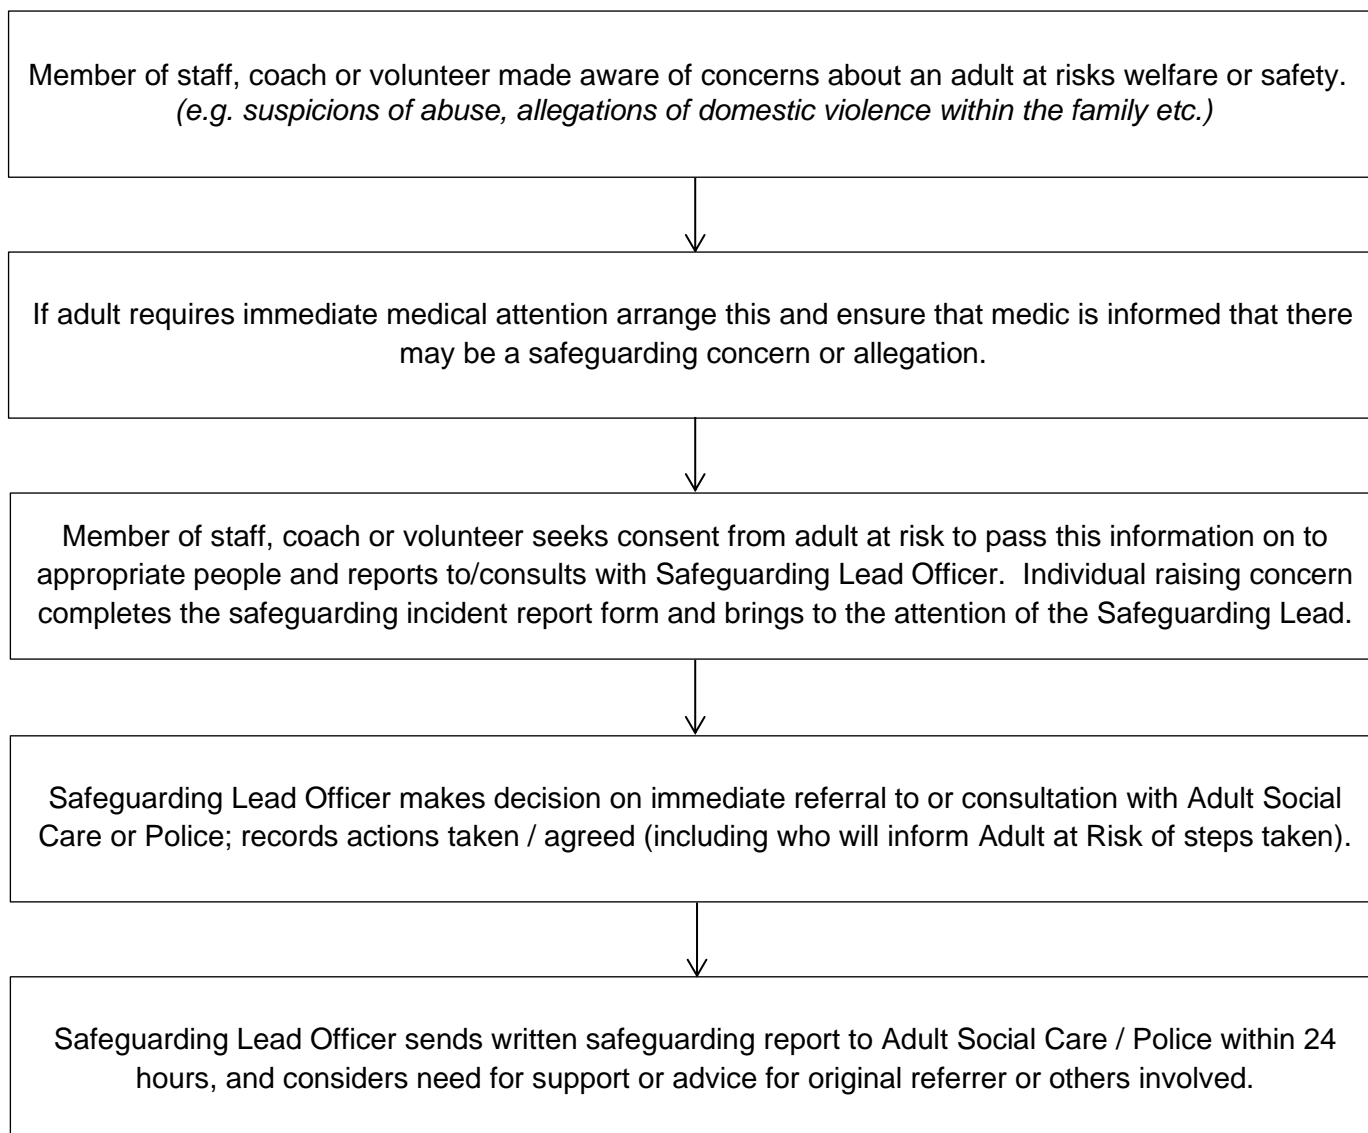 Member of staff, coach or volunteer made aware of concerns about an adult at risks welfare or safety.
(e.g. suspicions of abuse, allegations of domestic violence within the family etc.)
If adult requires immediate medical attention arrange this and ensure that medic is informed that there
may be a safeguarding concern or allegation.
Member of staff, coach or volunteer seeks consent from adult at risk to pass this information on to
appropriate people and reports to/consults with Safeguarding Lead Officer.  Individual raising concern
completes the safeguarding incident report form and brings to the attention of the Safeguarding Lead.
Safeguarding Lead Officer makes decision on immediate referral to or consultation with Adult Social
Care or Police; records actions taken / agreed (including who will inform Adult at Risk of steps taken).
Safeguarding Lead Officer sends written safeguarding report to Adult Social Care / Police within 24
hours, and considers need for support or advice for original referrer or others involved.